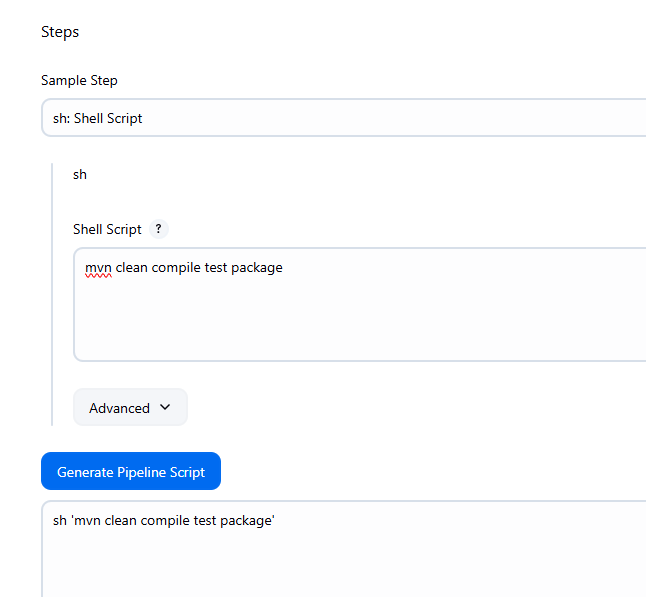 Steps
Sample Step
sh: Shell Script
sh
Shell Script ?
mvn clean compile test package
Advanced
Generate Pipeline Script
sh 'mvn clean compile test package'